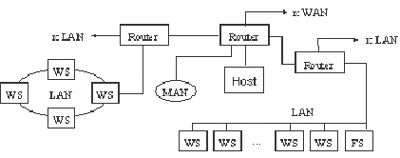 к WAN
к LAN
Router
Router
к LAN
Router
WS
WS
LAN
WS
WS
MAN
Host
LAN
WS
WS
...
WS
WS
FS